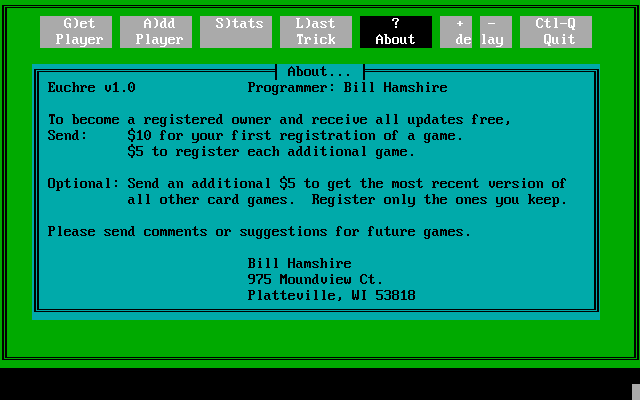 G)et A)dd S)tats L)ast ? + - Ctl-Q
Player Player Trick About de lay Quit
About...
Euchre v1.0 Programmer: Bill Hamshire
To become a registered owner and receive all updates free,
Send: $10 for your first registration of a game.
$5 to register each additional game.
Optional: Send an additional $5 to get the most recent version of
all other card games. Register only the ones you keep.
Please send comments or suggestions for future games.
Bill Hamshire
975 Moundview Ct.
Platteville, WI 53818